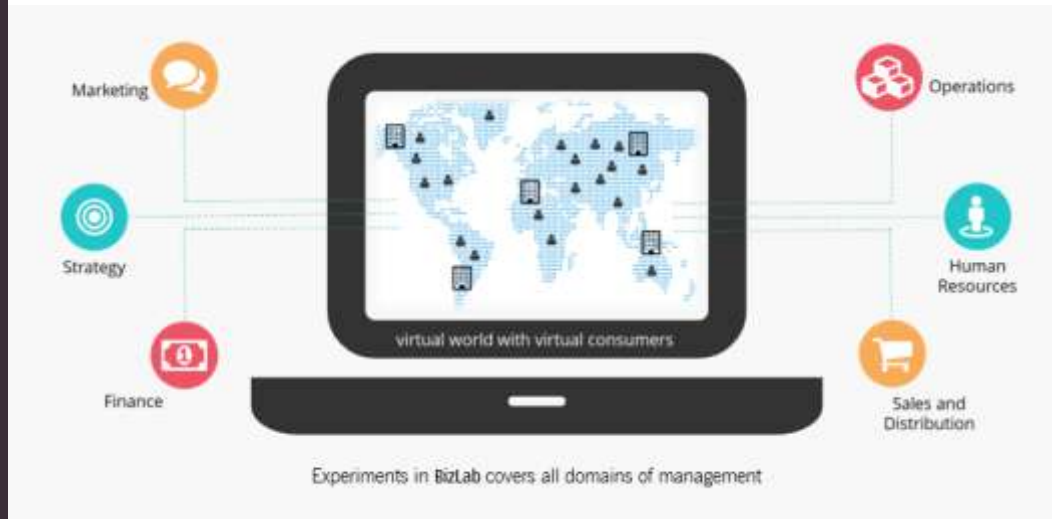 Marketing
Operations
Strategy
Human
Resources
virtual world with virtual consumers
Finance
1
Sales and
Distribution
Experiments in BizLab covers all domains of management